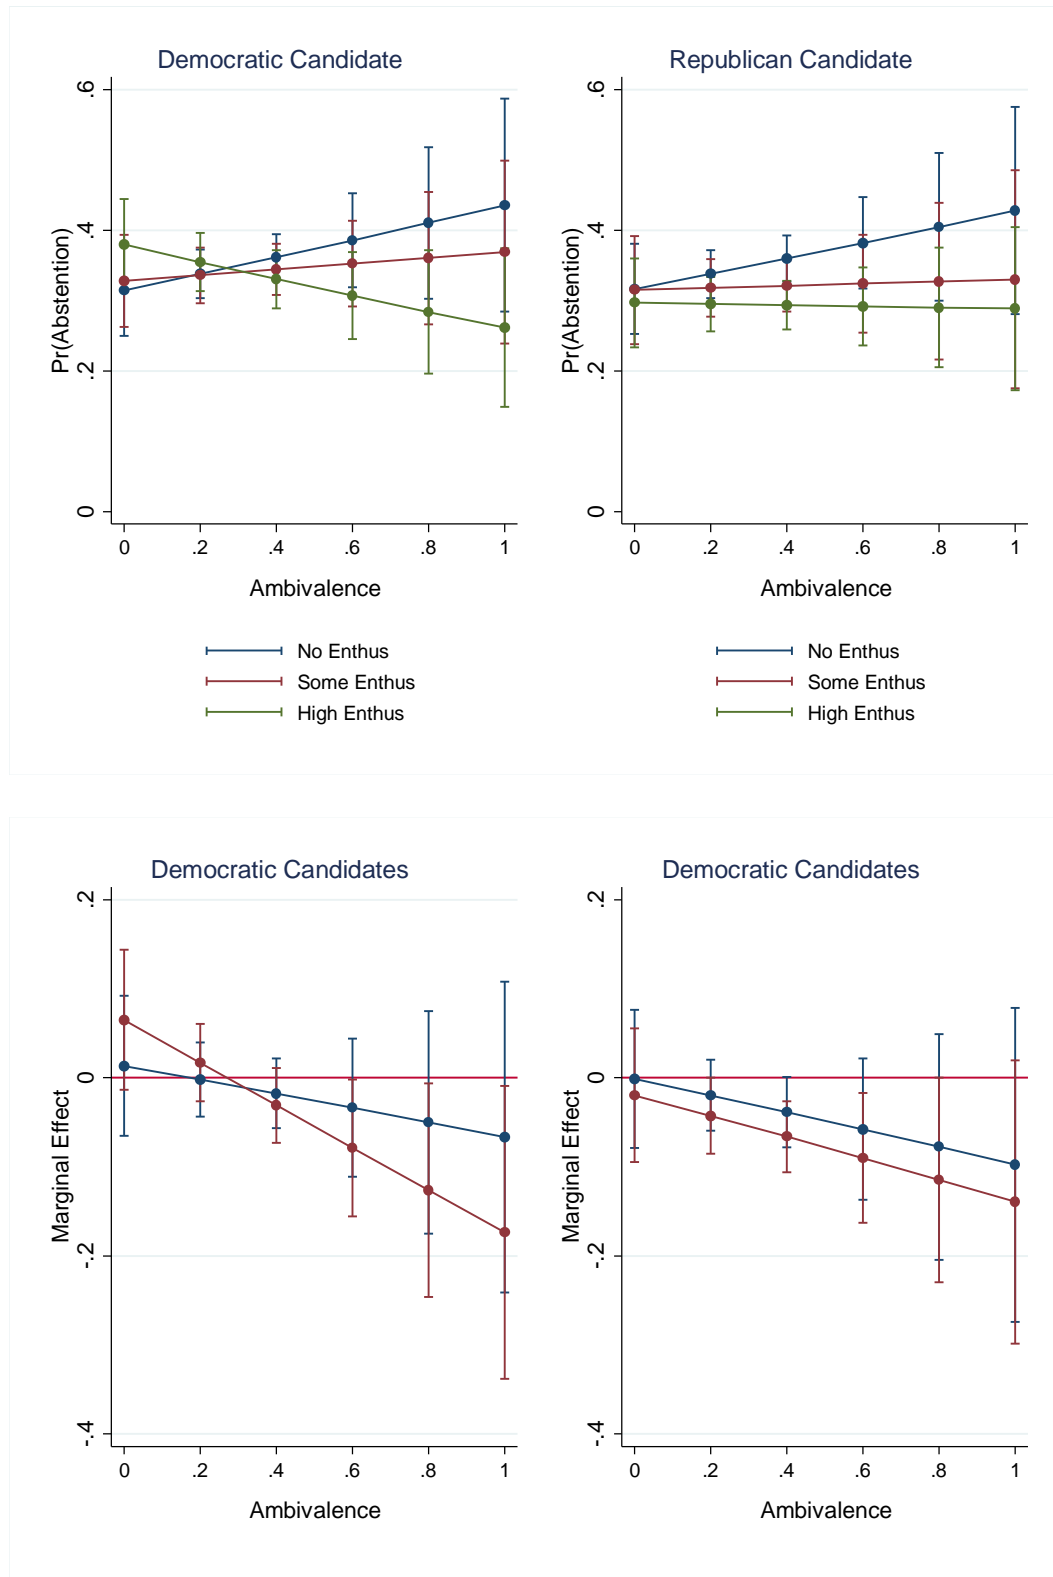 Democratic Candidate
Pr(Abstention)
.6
.4
.2
0
0 .2 .4 .6 .8 1
Ambivalence
No Enthus
Some Enthus
High Enthus
Republican Candidate
Pr(Abstention)
.6
.4
.2
0
0 .2 .4 .6 .8 1
Ambivalence
No Enthus
Some Enthus
High Enthus
Democratic Candidates
Marginal Effect
.2
0
-.2
-.4
0 .2 .4 .6 .8 1
Ambivalence
Democratic Candidates
Marginal Effect
.2
0
-.2
-.4
0 .2 .4 .6 .8 1
Ambivalence